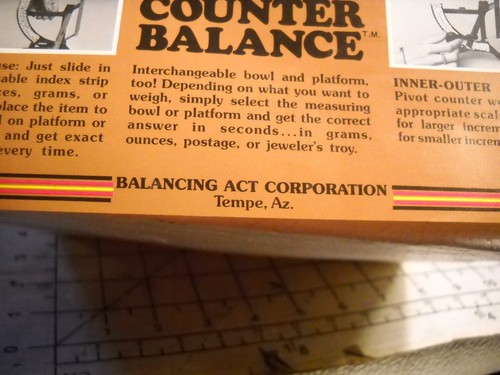 COUNTER
BALANCE T.M.
use: Just slide in
able index strip
ces, grams, or
place the item to
on platform or
and get exact
every time.
Interchangeable bowl and platform,
too! Depending on what you want to
weigh, simply select the measuring
bowl or platform and get the correct
answer in seconds...in grams,
ounces, postage, or jeweler's troy.
INNER-OUTER
Pivot counter w
appropriate scal
for larger increm
for smaller incren
BALANCING ACT CORPORATION
Tempe, Az.